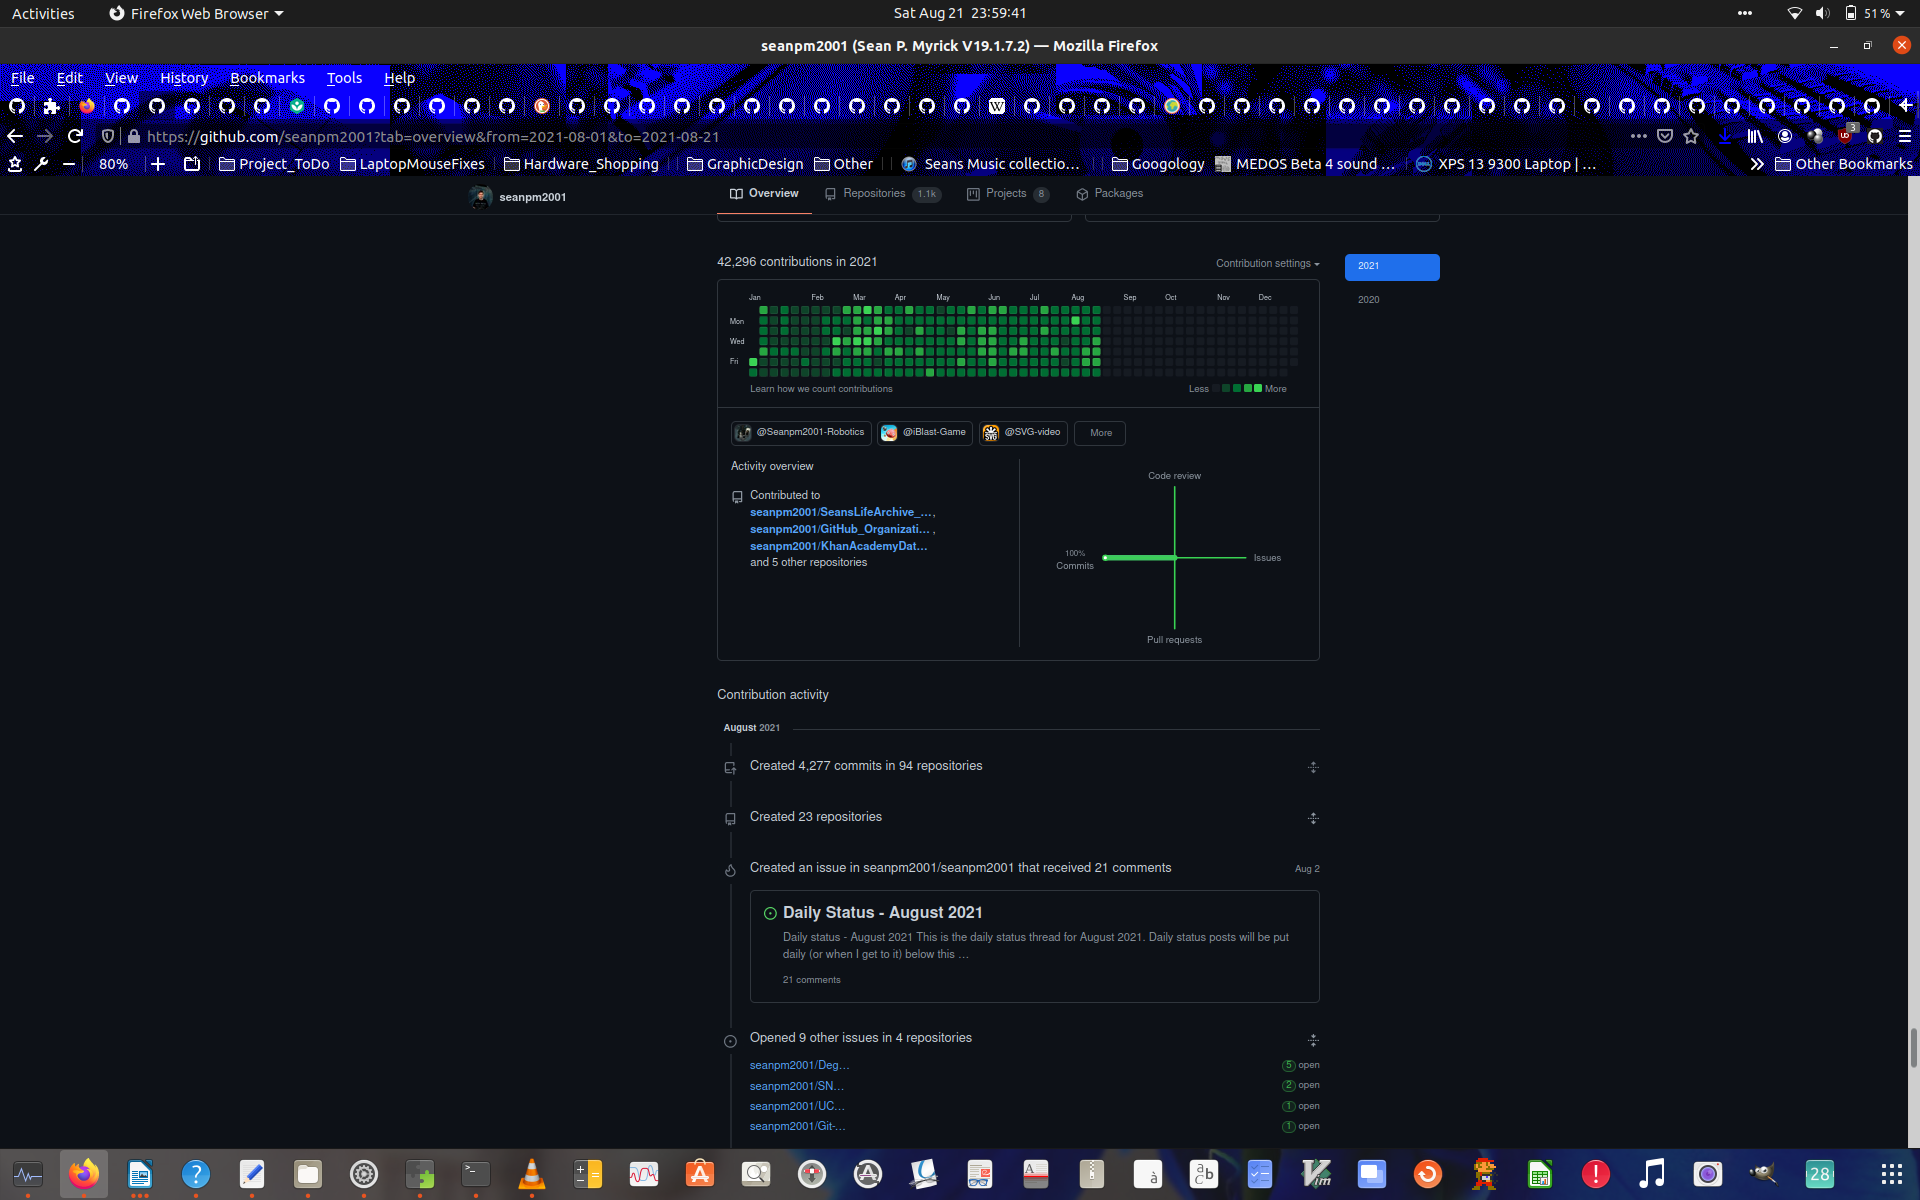 Activities Firefox Web Browser Sat Aug 21 23:59:41 51 %
seanpm2001 (Sean P. Myrick V19.1.7.2) — Mozilla Firefox
File Edit View History Bookmarks Tools Help
https://github.com/seanpm2001?tab=overview&from=2021-08-01&to=2021-08-21 3
80% Project_ToDo LaptopMouseFixes Hardware_Shopping GraphicDesign Other Seans Music collectio… Googology MEDOS Beta 4 sound … XPS 13 9300 Laptop | … Other Bookmarks
seanpm2001 Overview Repositories 1.1k Projects 8 Packages
42,296 contributions in 2021 Contribution settings 2021
2020
Jan Feb Mar Apr May Jun Jul Aug Sep Oct Nov Dec
Mon
Wed
Fri
Learn how we count contributions Less More
@Seanpm2001-Robotics @iBlast-Game @SVG-video More
Activity overview
Contributed to
seanpm2001/SeansLifeArchive_…,
seanpm2001/GitHub_Organizati… ,
seanpm2001/KhanAcademyDat…
and 5 other repositories
Code review
100%
Commits
Issues
Pull requests
Contribution activity
August 2021
Created 4,277 commits in 94 repositories
Created 23 repositories
Created an issue in seanpm2001/seanpm2001 that received 21 comments Aug 2
Daily Status - August 2021
Daily status - August 2021 This is the daily status thread for August 2021. Daily status posts will be put
daily (or when I get to it) below this …
21 comments
Opened 9 other issues in 4 repositories
seanpm2001/Deg… 5 open
seanpm2001/SN… 2 open
seanpm2001/UC… 1 open
seanpm2001/Git-… 1 open
28